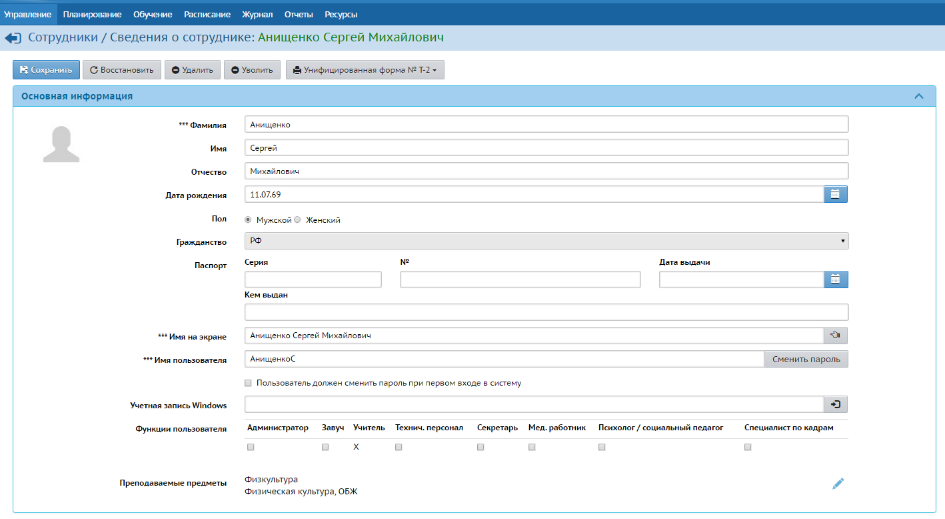 Управление Планирование Обучение Расписание Журнал Отчеты Ресурсы
Сотрудники / Сведения о сотруднике: Анищенко Сергей Михайлович
Сохранить Восстановить Удалить Уволить Унифицированная форма № Т-2
Основная информация
*** Фамилия Анищенко
Имя Сергей
Отчество Михайлович
Дата рождения 11.07.69
Пол Мужской Женский
Гражданство РФ
Паспорт Серия № Дата выдачи
Кем выдан
*** Имя на экране Анищенко Сергей Михайлович
*** Имя пользователя АнищенкоС Сменить пароль
Пользователь должен сменить пароль при первом входе в систему
Учетная запись Windows
Функции пользователя Администратор Завуч Учитель Технич. персонал Секретарь Мед. работник Психолог / социальный педагог Специалист по кадрам
X
Преподаваемые предметы Физкультура
Физическая культура, ОБЖ